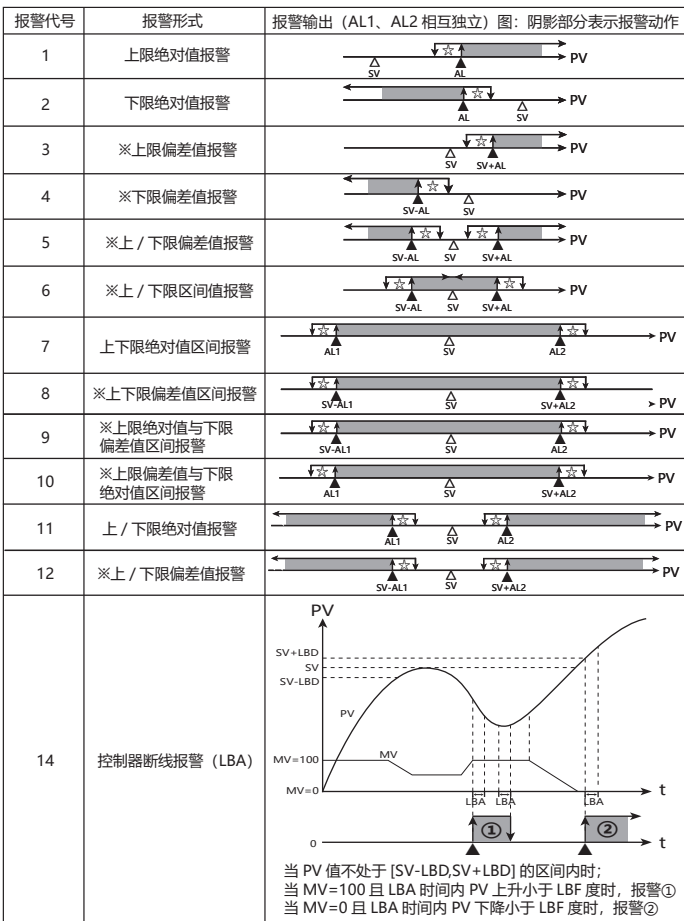 报警代号 报警形式 报警输出（AL1、AL2 相互独立）图：阴影部分表示报警动作
1 上限绝对值报警 ☆ PV
SV AL
2 下限绝对值报警 ☆ PV
AL SV
3 ※上限偏差值报警 ☆ PV
SV SV+AL
4 ※下限偏差值报警 ☆ PV
SV-AL SV
5 ※上 / 下限偏差值报警 ☆ ☆ PV
SV-AL SV SV+AL
6 ※上 / 下限区间值报警 ☆ ☆ PV
SV-AL SV SV+AL
7 上下限绝对值区间报警 ☆ ☆ PV
AL1 SV AL2
8 ※上下限偏差值区间报警 ☆ ☆ PV
SV-AL1 SV SV+AL2
9 ※上限绝对值与下限
偏差值区间报警 ☆ ☆ PV
SV-AL1 SV AL2
10 ※上限偏差值与下限
绝对值区间报警 ☆ ☆ PV
AL1 SV SV+AL2
11 上 / 下限绝对值报警 ☆ ☆ PV
AL1 SV AL2
12 ※上 / 下限偏差值报警 ☆ ☆ PV
SV-AL1 SV SV+AL2
14 控制器断线报警（LBA）
PV
SV+LBD
SV
SV-LBD
PV
MV=100 MV
MV=0 t
LBA LBA LBA
① ②
0 t
当 PV 值不处于 [SV-LBD,SV+LBD] 的区间内时；
当 MV=100 且 LBA 时间内 PV 上升小于 LBF 度时，报警①
当 MV=0 且 LBA 时间内 PV 下降小于 LBF 度时，报警②